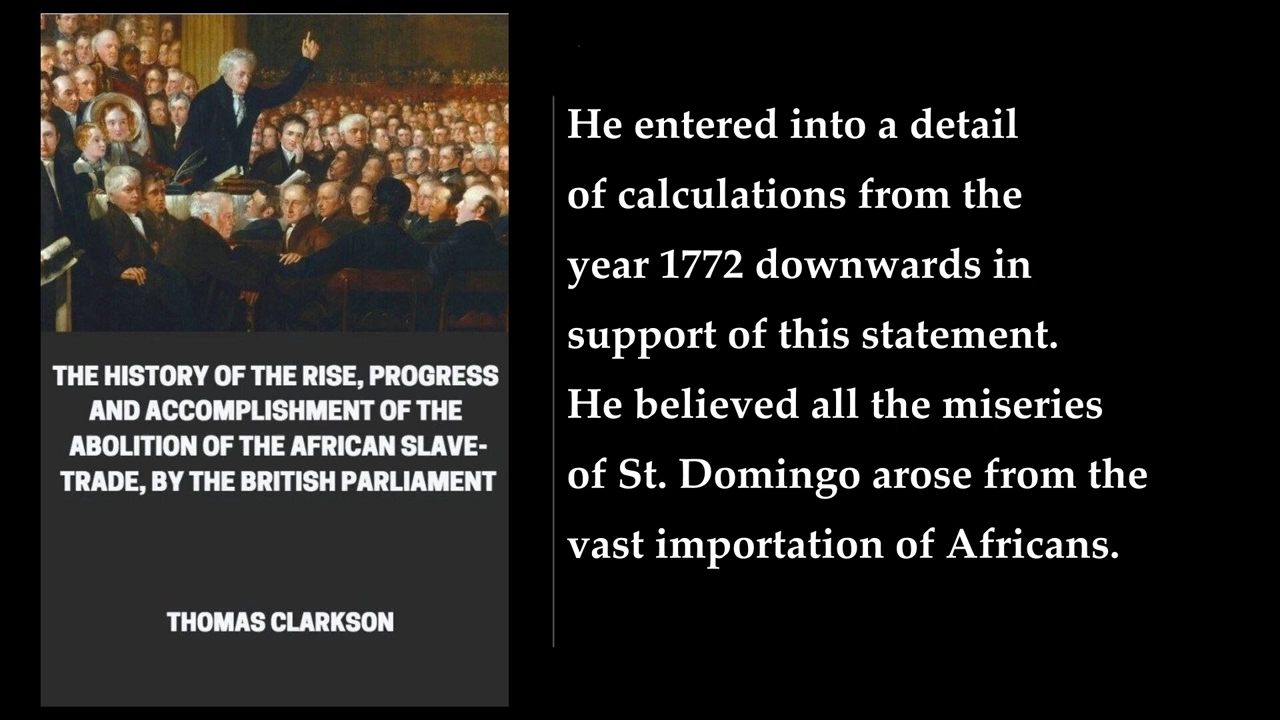 THE HISTORY OF THE RISE, PROGRESS
AND ACCOMPLISHMENT OF THE
ABOLITION OF THE AFRICAN SLAVE-
TRADE, BY THE BRITISH PARLIAMENT
THOMAS CLARKSON
He entered into a detail
of calculations from the
year 1772 downwards in
support of this statement.
He believed all the miseries
of St. Domingo arose from the
vast importation of Africans.